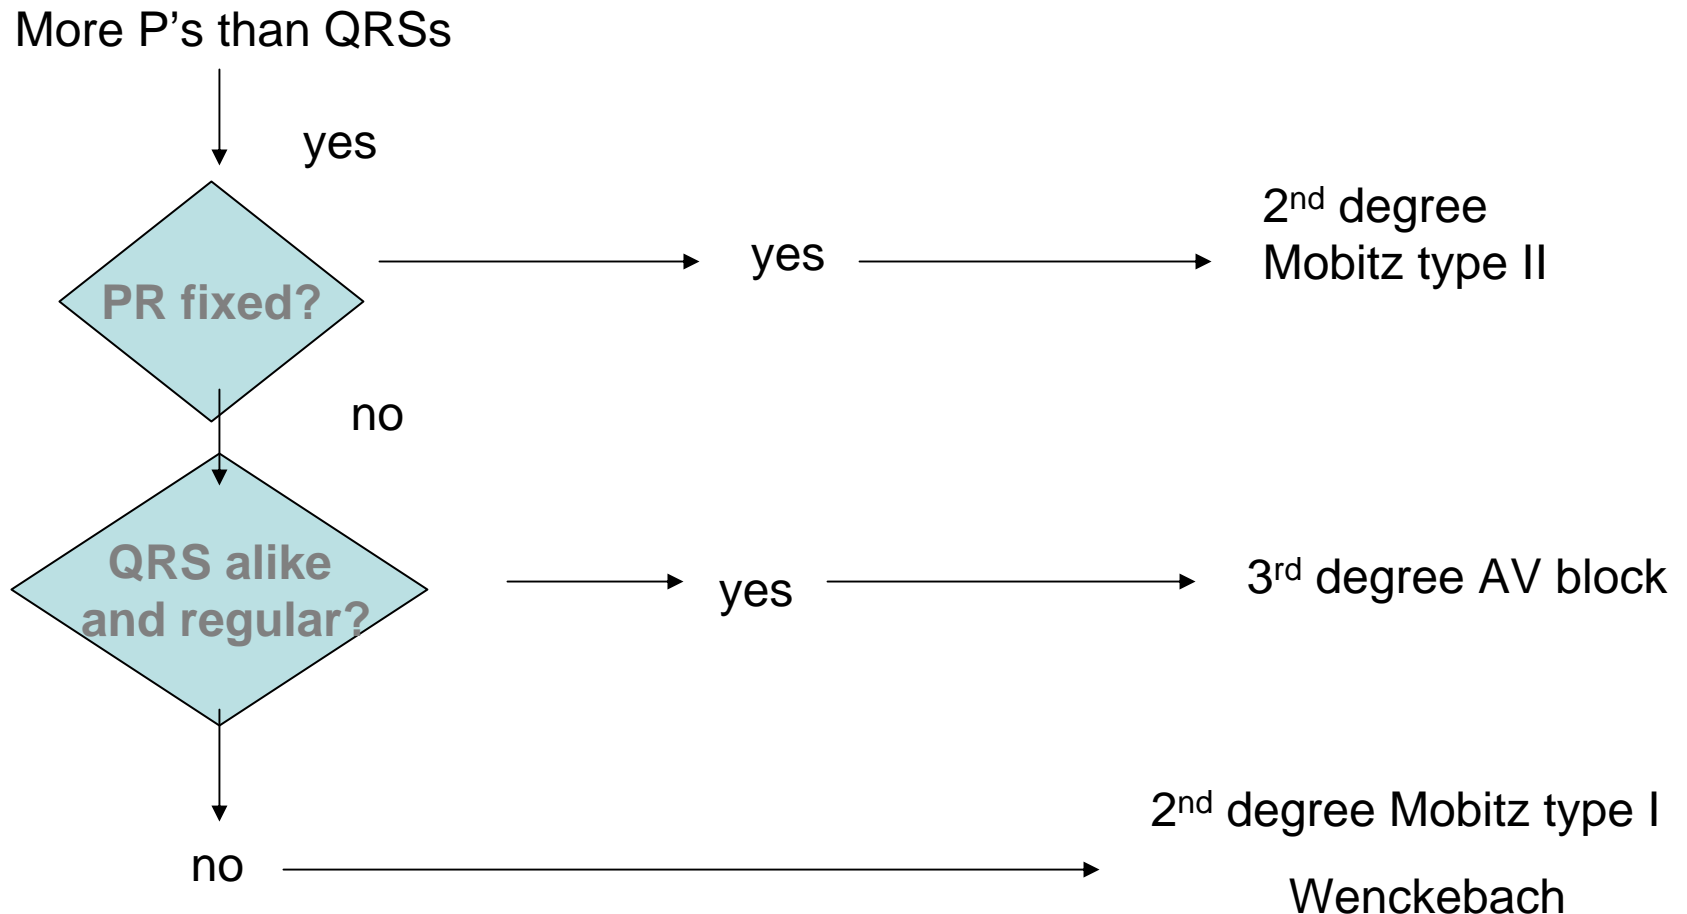 More P’s than QRSs
yes
PR fixed?
yes
2nd degree
Mobitz type II
no
QRS alike
and regular?
yes
3rd degree AV block
no
2nd degree Mobitz type I
Wenckebach